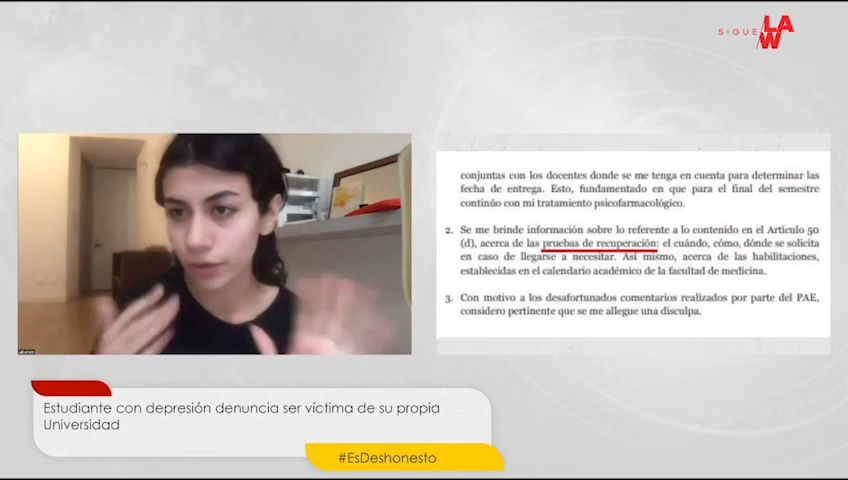 SIGUE LA
W
conjuntas con los docentes donde se me tenga en cuenta para determinar las
fecha de entrega. Esto, fundamentado en que para el final del semestre
continúo con mi tratamiento psicofarmacológico.
2. Se me brinde información sobre lo referente a lo contenido en el Artículo 50
(d), acerca de las pruebas de recuperación: el cuándo, cómo, dónde se solicita
en caso de llegarse a necesitar. Así mismo, acerca de las habilitaciones,
establecidas en el calendario académico de la facultad de medicina.
3. Con motivo a los desafortunados comentarios realizados por parte del PAE,
considero pertinente que se me allegue una disculpa.
Estudiante con depresión denuncia ser víctima de su propia
Universidad
#EsDeshonesto